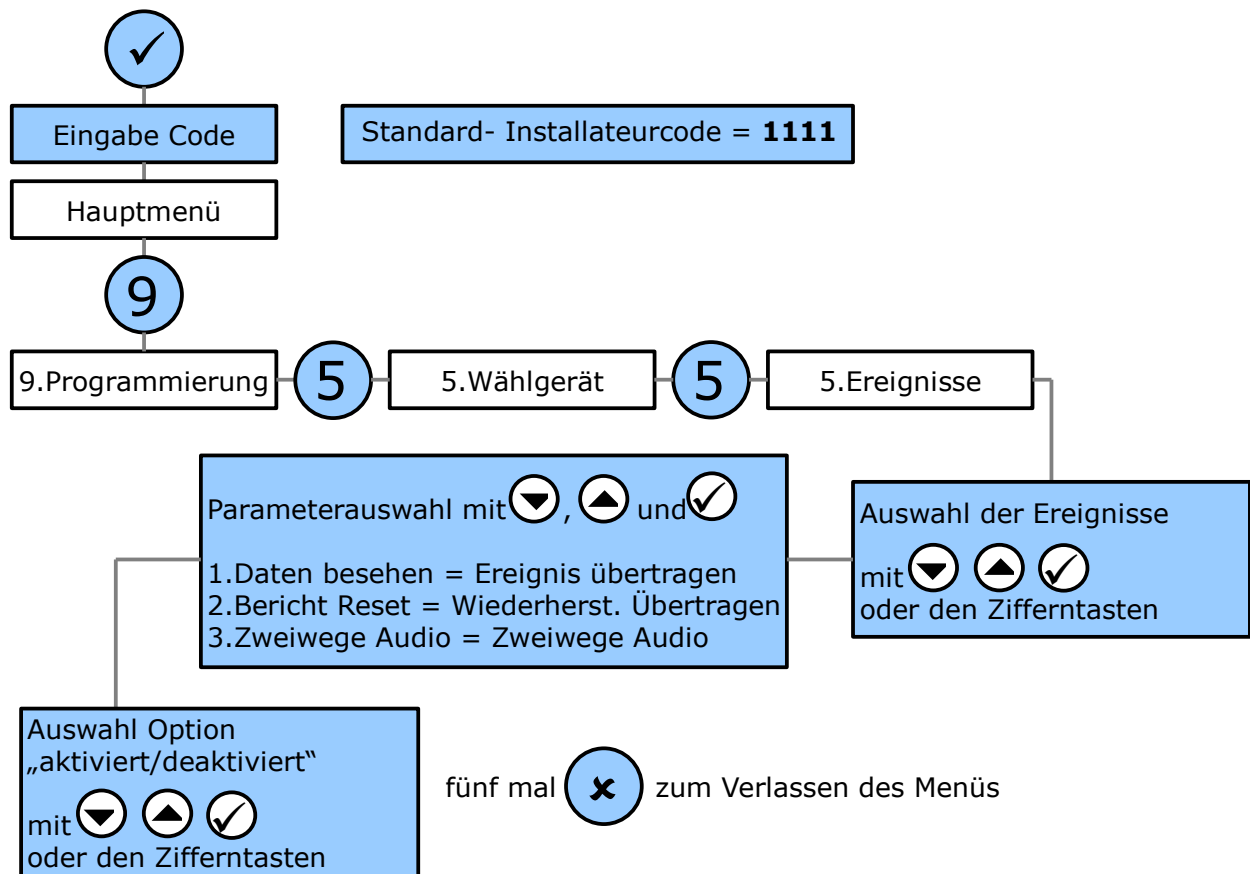 ✓
Eingabe Code
Standard- Installateurcode = 1111
Hauptmenü
9
9.Programmierung
5
5.Wählgerät
5
5.Ereignisse
Auswahl der Ereignisse
mit
oder den Zifferntasten
Parameterauswahl mit , und
1.Daten besehen = Ereignis übertragen
2.Bericht Reset = Wiederherst. Übertragen
3.Zweiwege Audio = Zweiwege Audio
Auswahl Option
„aktiviert/deaktiviert“
mit
oder den Zifferntasten
fünf mal ✘ zum Verlassen des Menüs